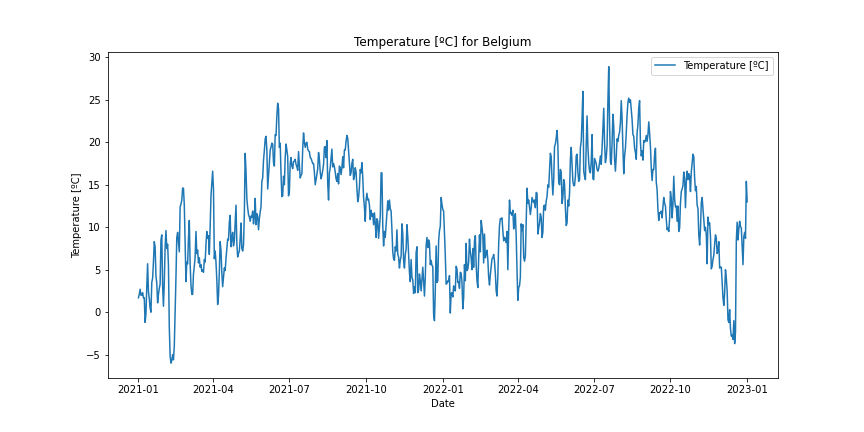 Temperature [ºC] for Belgium
Temperature [ºC]
30
25
20
15
10
5
0
−5
Temperature [ºC]
2021-01 2021-04 2021-07 2021-10 2022-01 2022-04 2022-07 2022-10 2023-01
Date